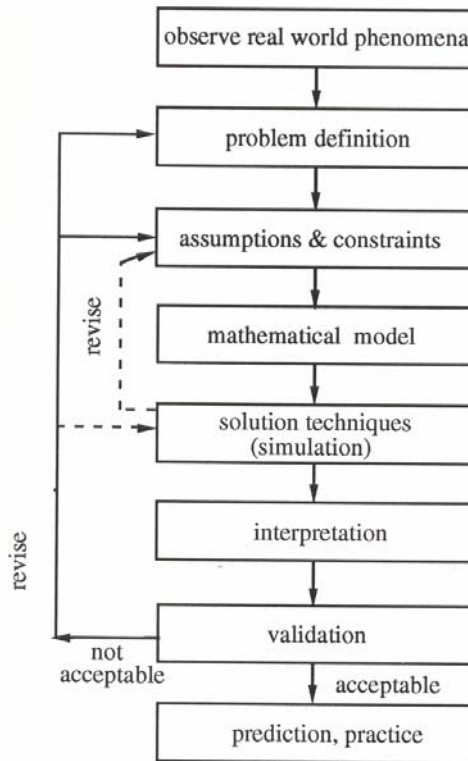 observe real world phenomena
problem definition
assumptions & constraints
revise
mathematical model
solution techniques
(simulation)
interpretation
revise
validation
not
acceptable
acceptable
prediction, practice